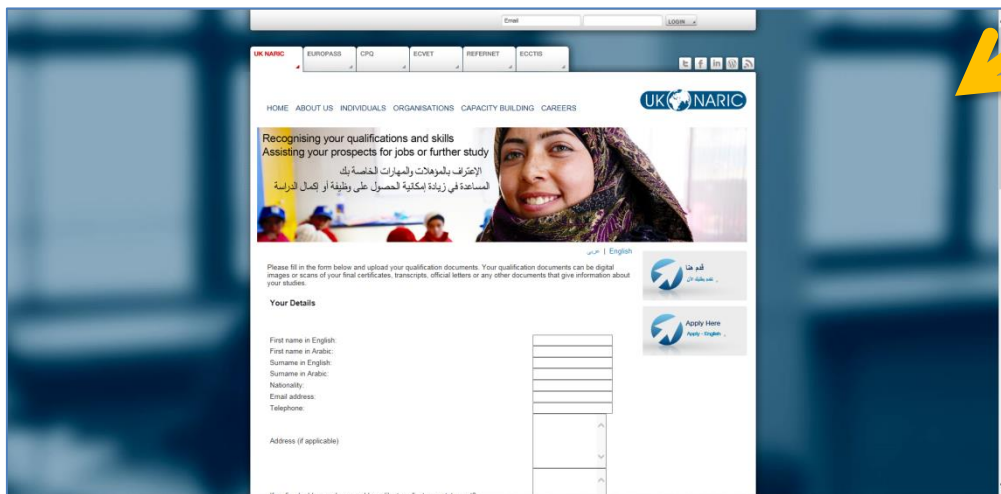 Email
LOGIN
UK NARIC
EUROPASS
CPQ
ECVET
REFERNET
ECCTIS
HOME ABOUT US INDIVIDUALS ORGANISATIONS CAPACITY BUILDING CAREERS
UK NARIC
Recognising your qualifications and skills
Assisting your prospects for jobs or further study
الإعتراف بالمؤهلات والمهارات الخاصة بك
المساعدة في زيادة إمكانية الحصول على وظيفة أو إكمال الدراسة
عربي | English
Please fill in the form below and upload your qualification documents. Your qualification documents can be digital
images or scans of your final certificates, transcripts, official letters or any other documents that give information about
your studies.
Your Details
First name in English:
First name in Arabic:
Surname in English:
Surname in Arabic:
Nationality:
Email address:
Telephone:
Address (if applicable)
قدم هنا
Apply Here
Apply - English